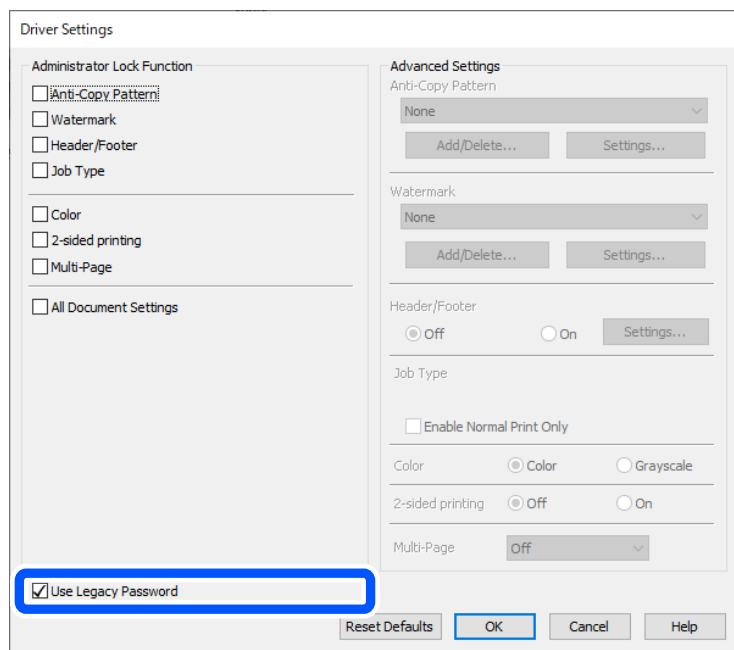 Driver Settings
Administrator Lock Function
Anti-Copy Pattern
Watermark
Header/Footer
Job Type
Color
2-sided printing
Multi-Page
All Document Settings
Use Legacy Password
Advanced Settings
Anti-Copy Pattern
None
Add/Delete... Settings...
Watermark
None
Add/Delete... Settings...
Header/Footer
Off On Settings...
Job Type
Enable Normal Print Only
Color Color Grayscale
2-sided printing Off On
Multi-Page Off
Reset Defaults OK Cancel Help